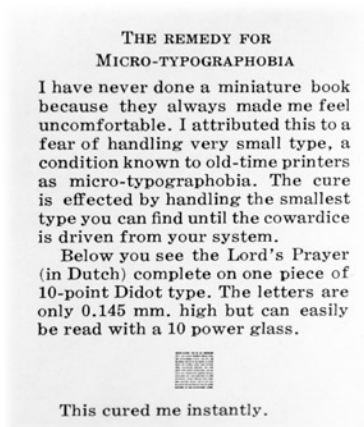 THE REMEDY FOR
MICRO-TYPOGRAPHOBIA
I have never done a miniature book
because they always made me feel
uncomfortable. I attributed this to a
fear of handling very small type, a
condition known to old-time printers
as micro-typographobia. The cure
is effected by handling the smallest
type you can find until the cowardice
is driven from your system.
Below you see the Lord's Prayer
(in Dutch) complete on one piece of
10-point Didot type. The letters are
only 0.145 mm. high but can easily
be read with a 10 power glass.
This cured me instantly.